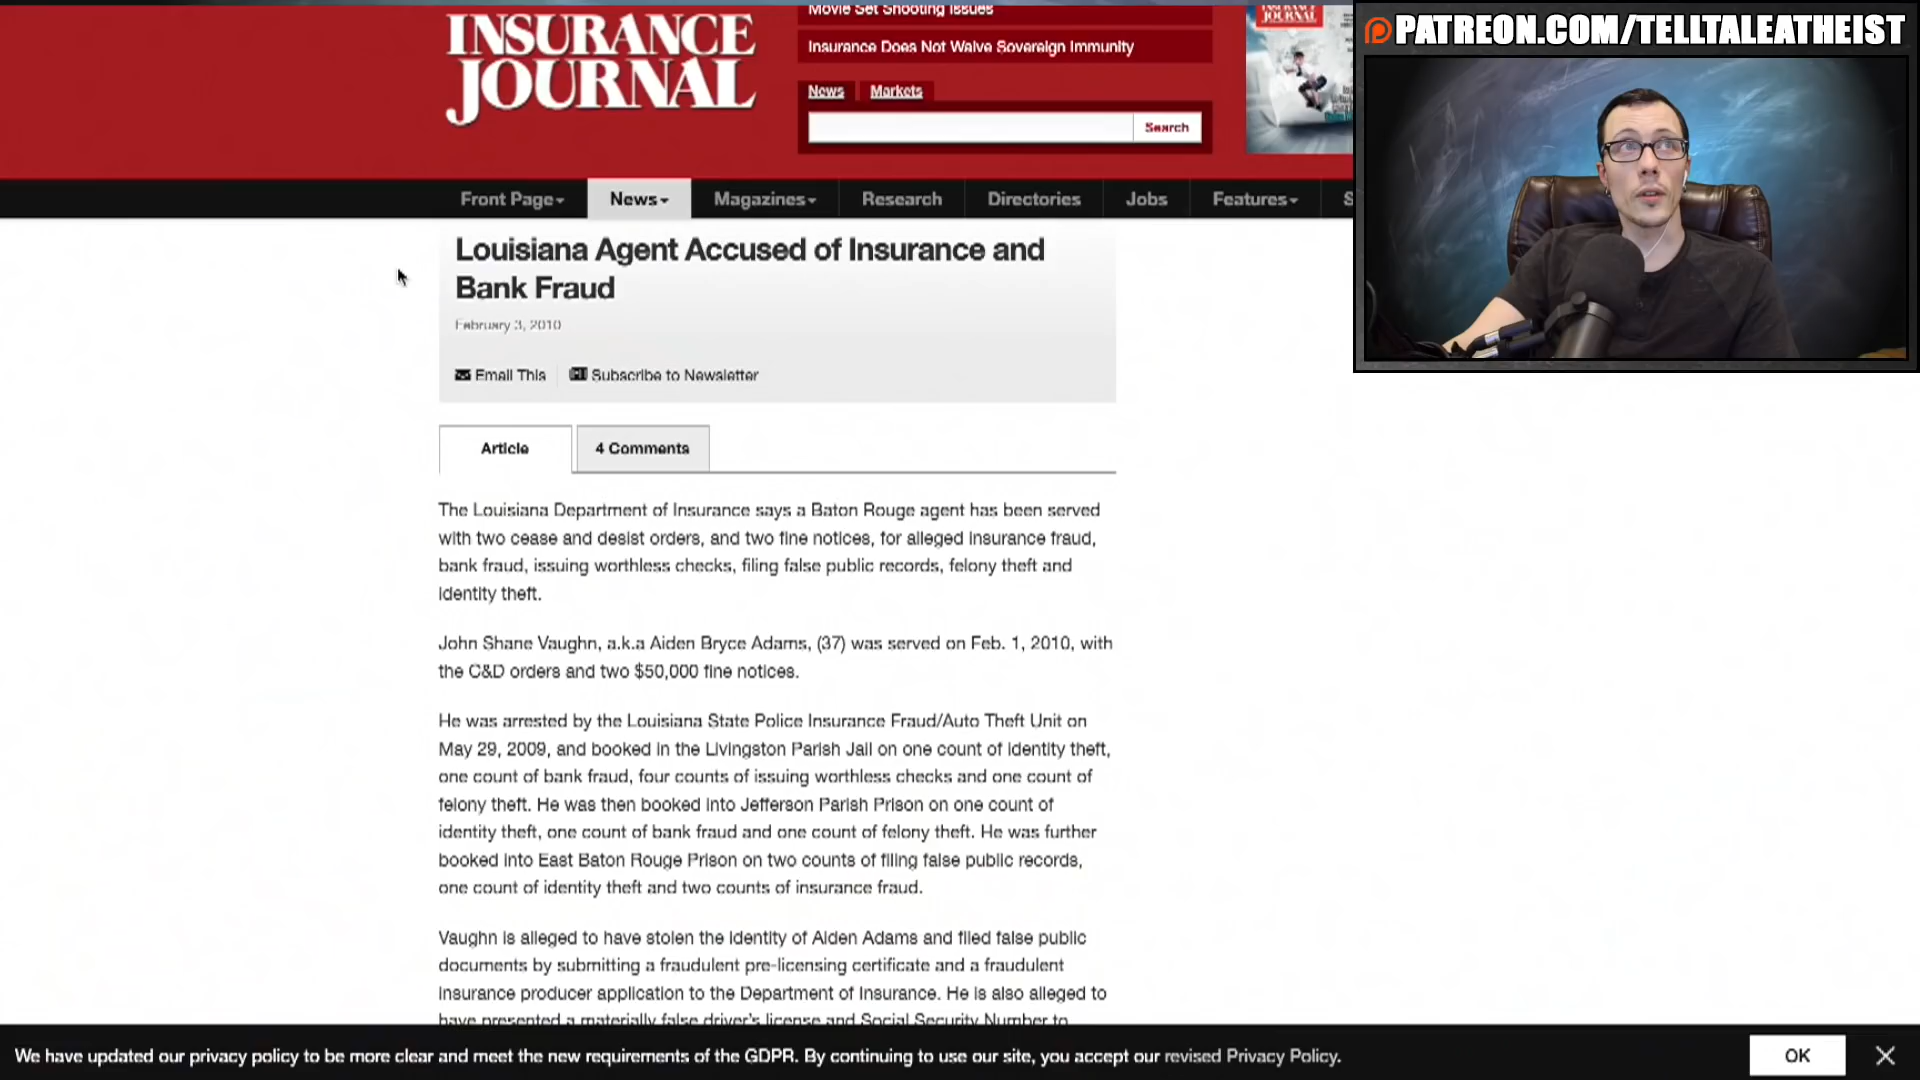 Movie Set Shooting Issues
INSURANCE
JOURNAL
Insurance Does Not Waive Sovereign Immunity
News
Markets
Search
INSURANCE
JOURNAL
PATREON.COM/TELLTALEATHEIST
Front Page
News
Magazines
Research
Directories
Jobs
Features
S
Louisiana Agent Accused of Insurance and
Bank Fraud
February 3, 2010
Email This
Subscribe to Newsletter
Article
4 Comments
The Louisiana Department of Insurance says a Baton Rouge agent has been served
with two cease and desist orders, and two fine notices, for alleged insurance fraud,
bank fraud, issuing worthless checks, filing false public records, felony theft and
identity theft.
John Shane Vaughn, a.k.a Aiden Bryce Adams, (37) was served on Feb. 1, 2010, with
the C&D orders and two $50,000 fine notices.
He was arrested by the Louisiana State Police Insurance Fraud/Auto Theft Unit on
May 29, 2009, and booked in the Livingston Parish Jail on one count of identity theft,
one count of bank fraud, four counts of issuing worthless checks and one count of
felony theft. He was then booked into Jefferson Parish Prison on one count of
identity theft, one count of bank fraud and one count of felony theft. He was further
booked into East Baton Rouge Prison on two counts of filing false public records,
one count of identity theft and two counts of insurance fraud.
Vaughn is alleged to have stolen the identity of Aiden Adams and filed false public
documents by submitting a fraudulent pre-licensing certificate and a fraudulent
insurance producer application to the Department of Insurance. He is also alleged to
have presented a materially false driver's license and Social Security Number to
We have updated our privacy policy to be more clear and meet the new requirements of the GDPR. By continuing to use our site, you accept our revised Privacy Policy.
OK